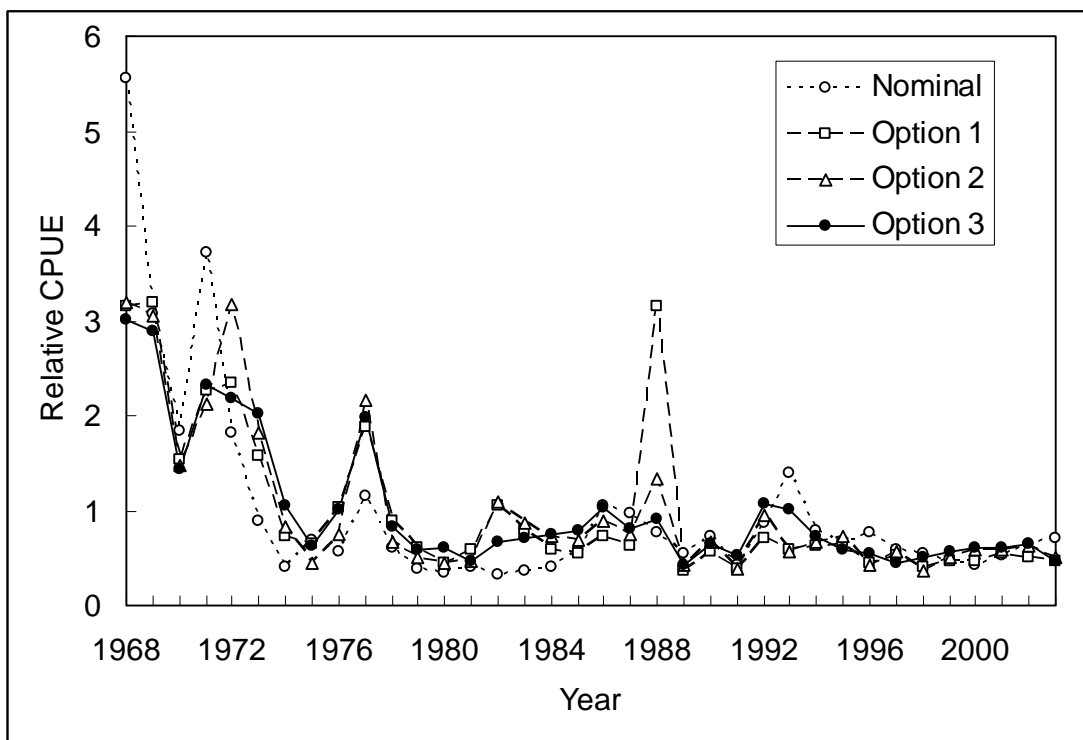 6
5
4
3
2
1
0
Relative CPUE
Nominal
Option 1
Option 2
Option 3
1968 1972 1976 1980 1984 1988 1992 1996 2000
Year